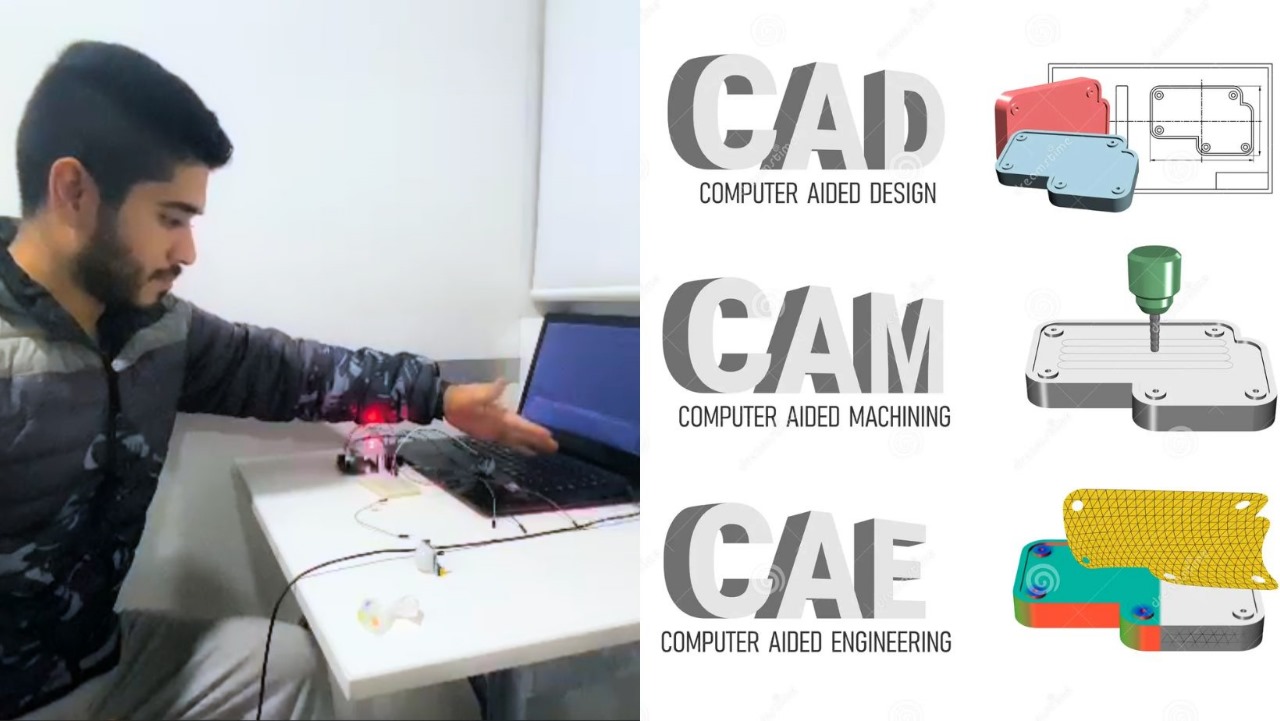 CAD
COMPUTER AIDED DESIGN
CAM
COMPUTER AIDED MACHINING
CAE
COMPUTER AIDED ENGINEERING